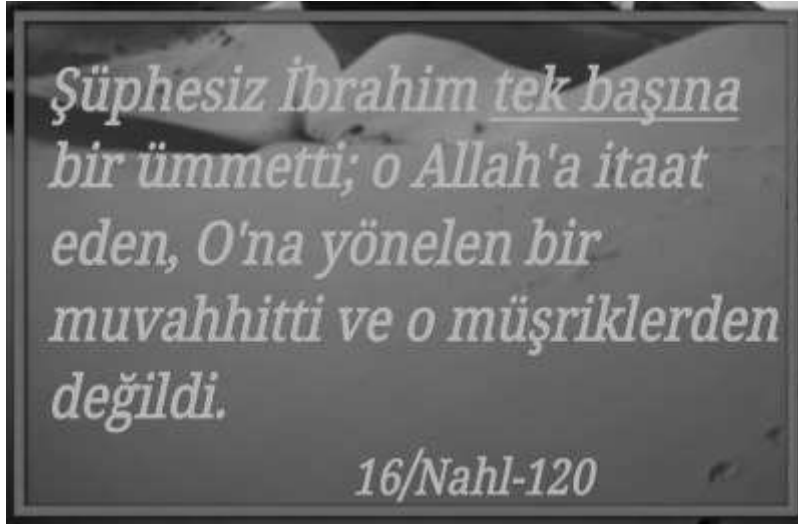 Şüphesiz İbrahim tek başına
bir ümmetti; o Allah'a itaat
eden, O'na yönelen bir
muvahhitti ve o müşriklerden
değildi.
16/Nahl-120